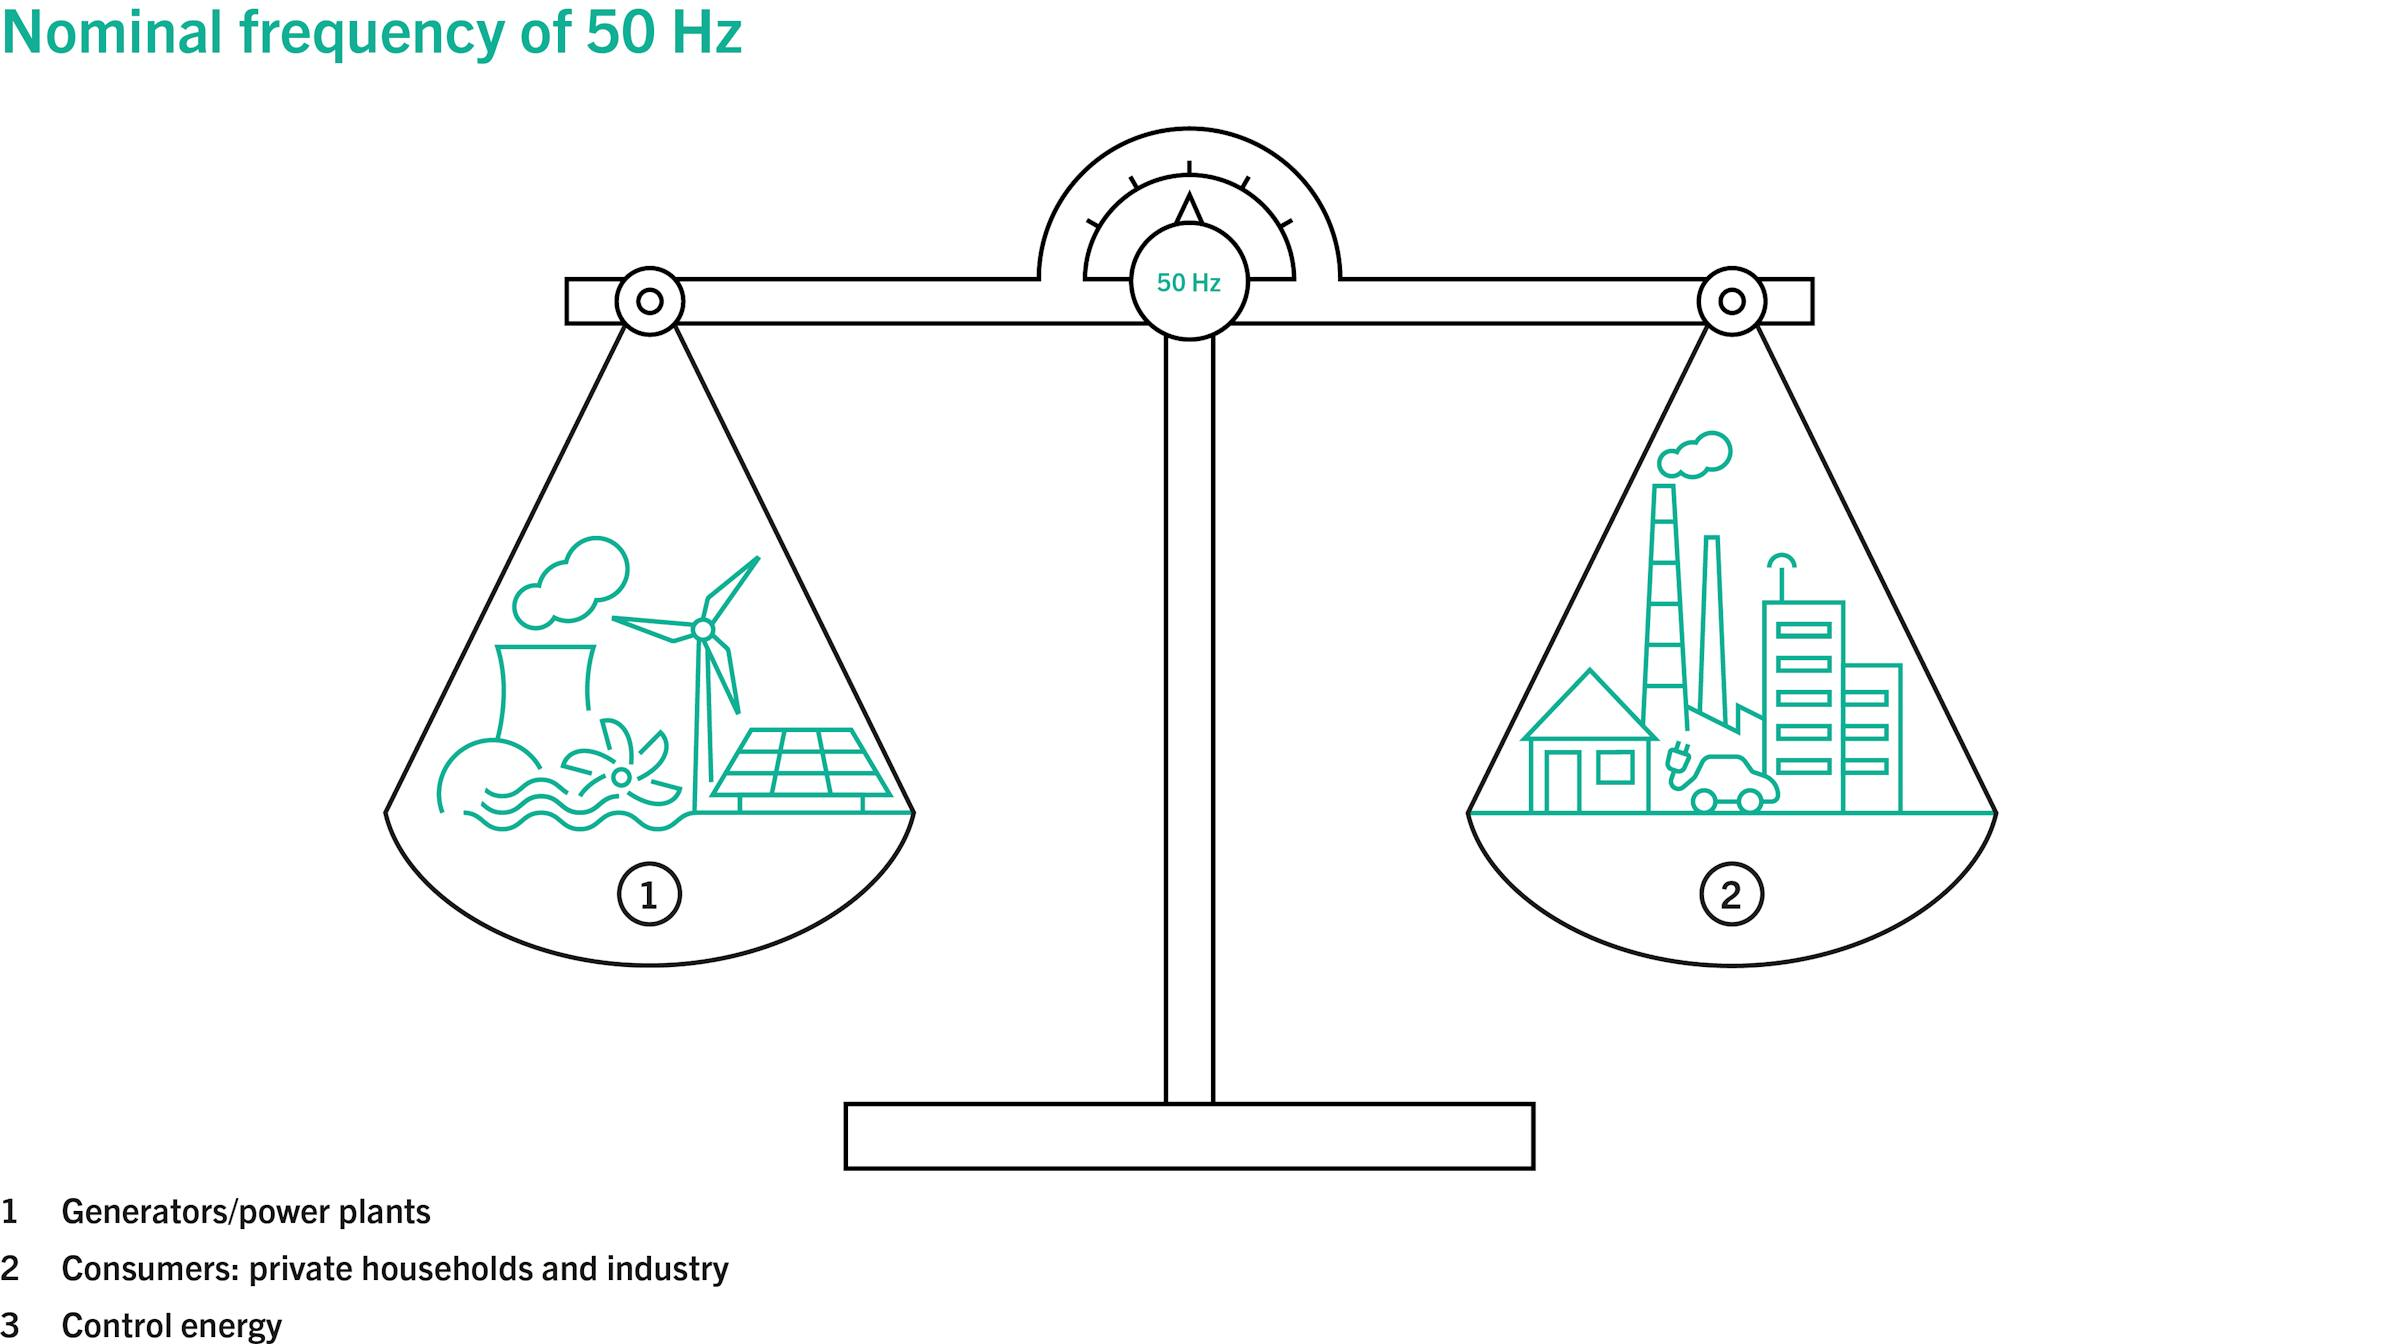 Nominal frequency of 50 Hz
50 Hz
1
2
1 Generators/power plants
2 Consumers: private households and industry
3 Control energy